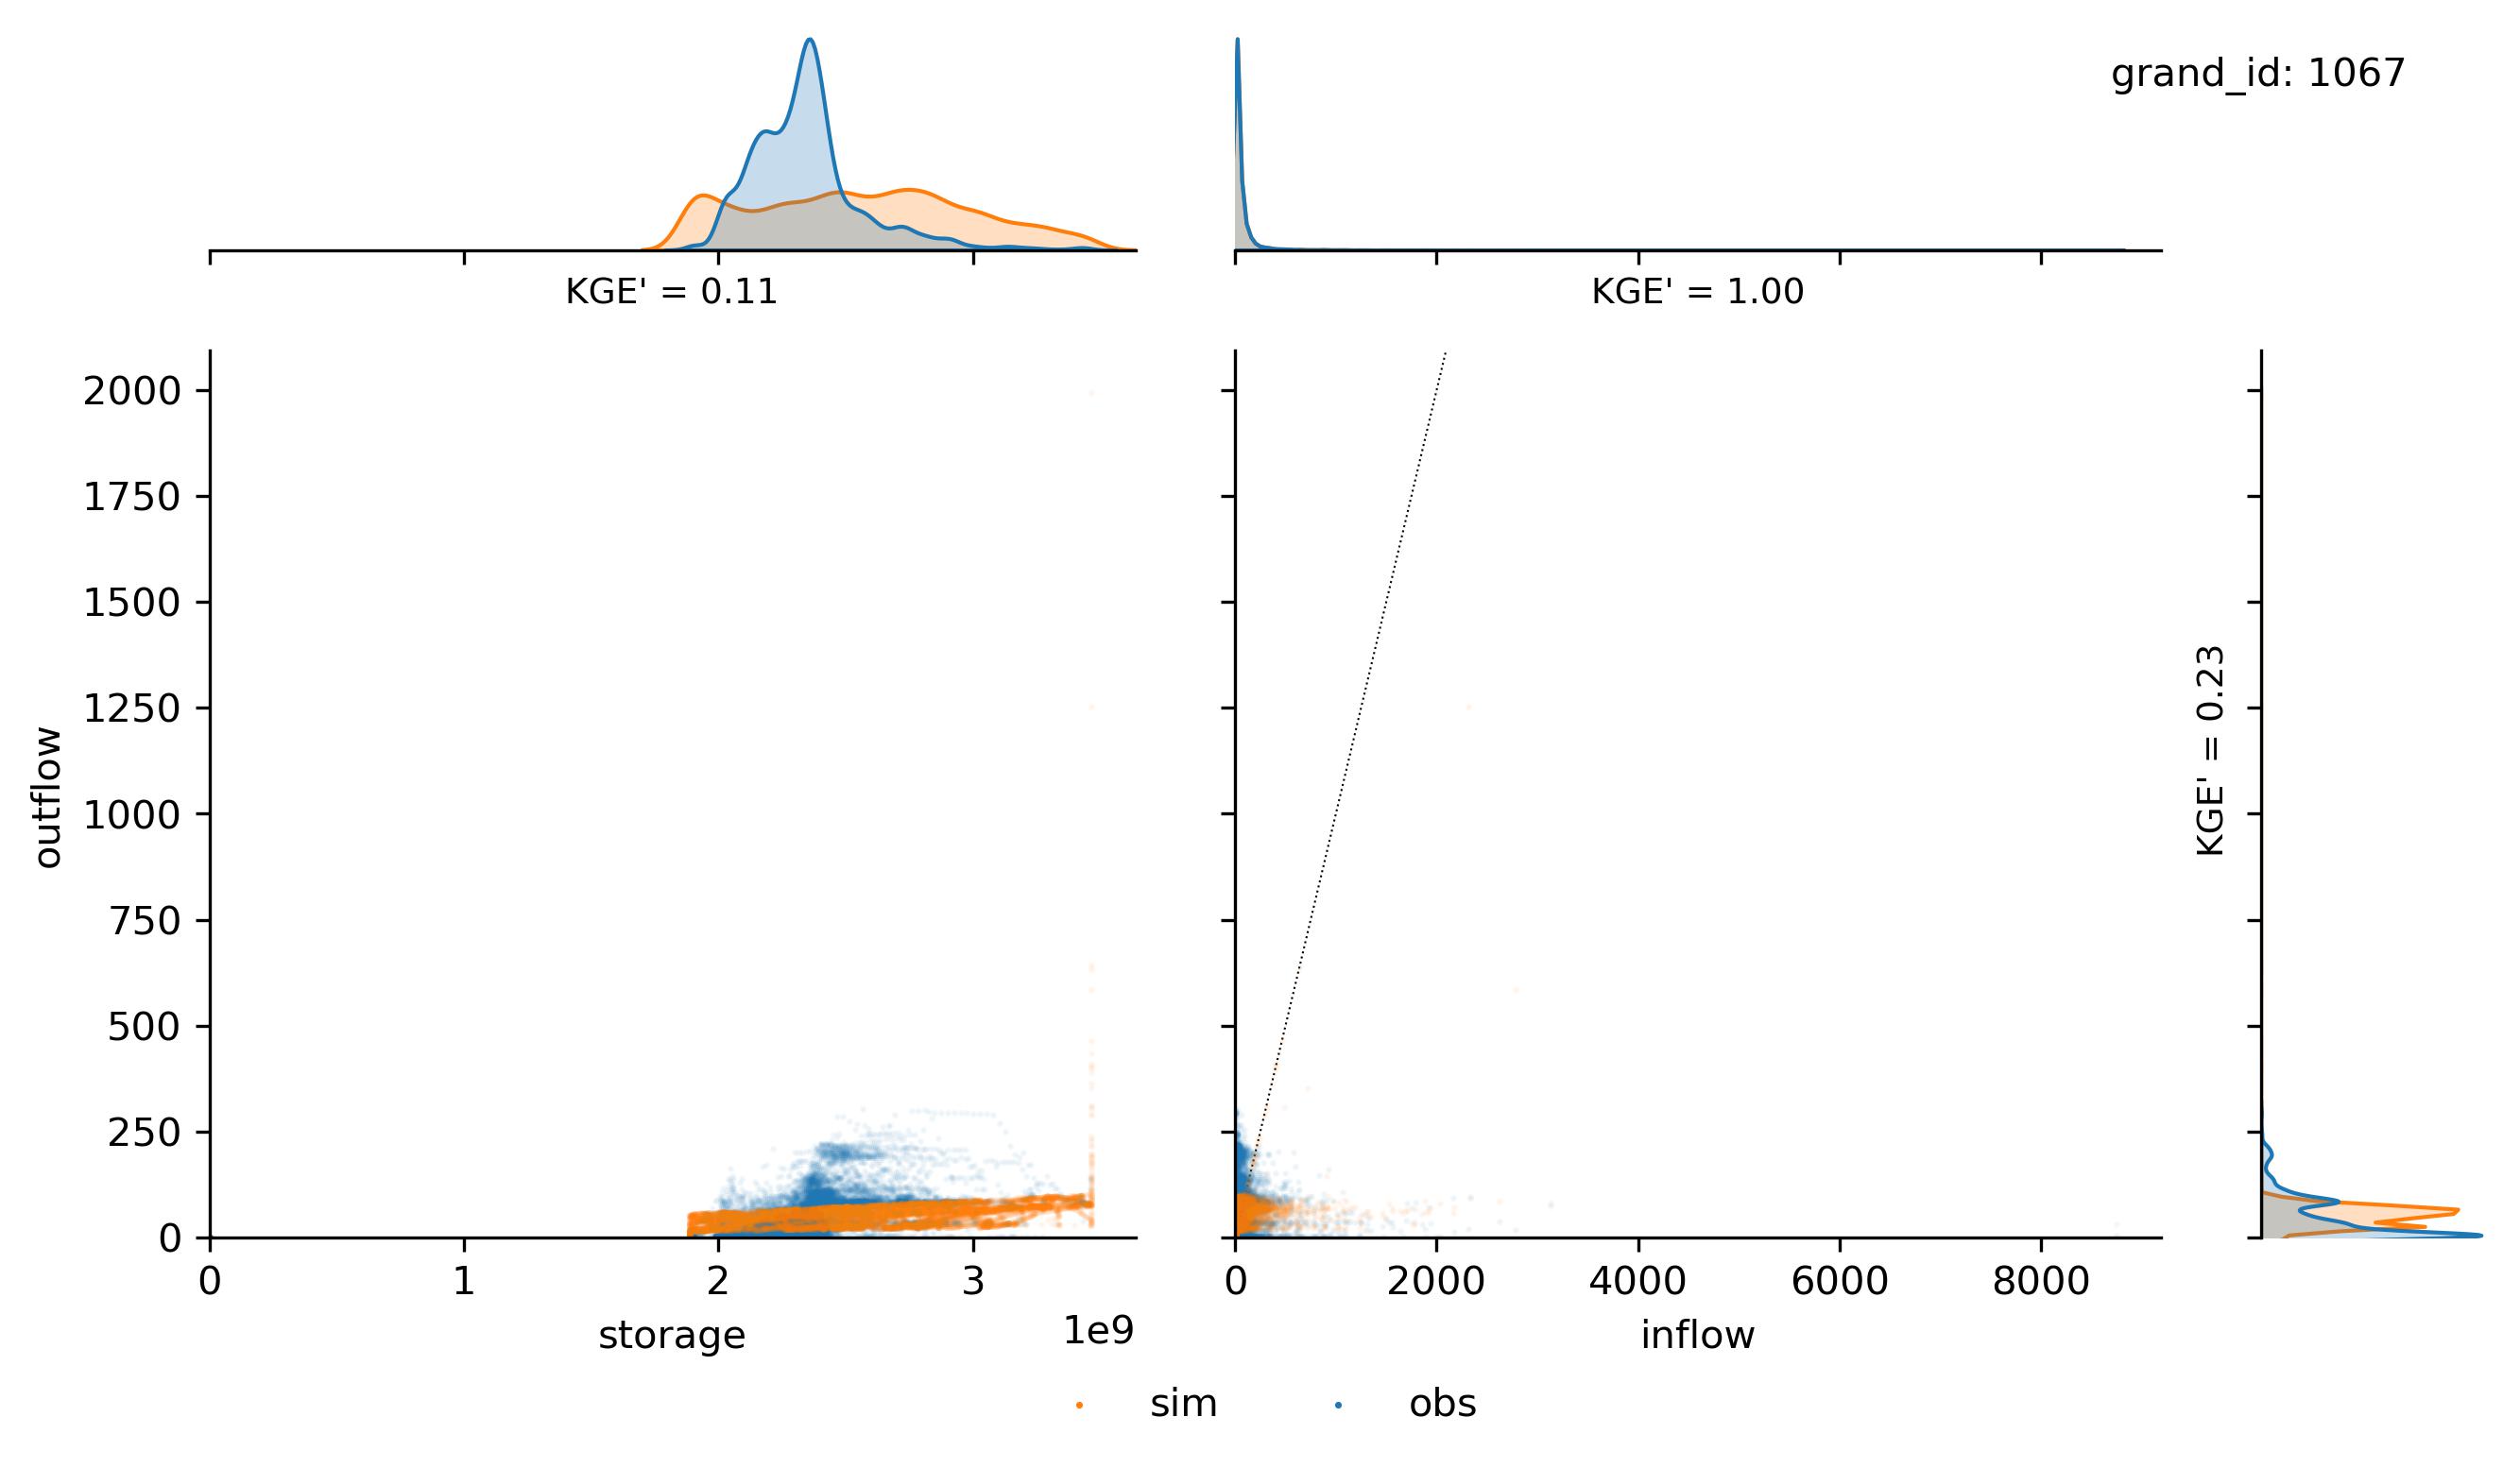 grand_id: 1067
KGE' = 0.11
KGE' = 1.00
outflow
2000
1750
1500
1250
1000
750
500
250
0
KGE' = 0.23
0 1 2 3
1e9
storage
0 2000 4000 6000 8000
inflow
sim obs